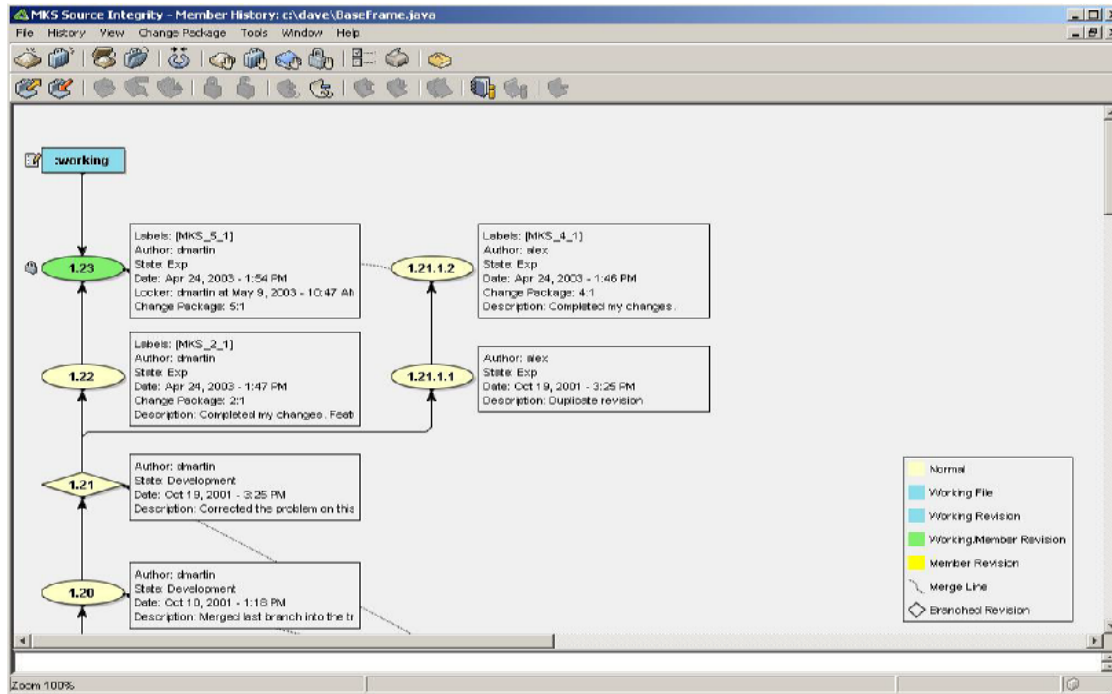 MKS Source Integrity - Member History: c:\dave\BaseFrame.java
File History View Change Package Tools Window Help
:working
1.23
Labels: [MKS_5_1]
Author: dmartin
State: Exp
Date: Apr 24, 2003 - 1:54 PM
Locker: dmartin at May 9, 2003 - 10:47 AM
Change Package: 5:1
1.21.1.2
Labels: [MKS_4_1]
Author: alex
State: Exp
Date: Apr 24, 2003 - 1:46 PM
Change Package: 4:1
Description: Completed my changes.
1.22
Labels: [MKS_2_1]
Author: dmartin
State: Exp
Date: Apr 24, 2003 - 1:47 PM
Change Package: 2:1
Description: Completed my changes. Feat
1.21.1.1
Author: alex
State: Exp
Date: Oct 19, 2001 - 3:25 PM
Description: Duplicate revision
1.21
Author: dmartin
State: Development
Date: Oct 19, 2001 - 3:25 PM
Description: Corrected the problem on this
1.20
Author: dmartin
State: Development
Date: Oct 10, 2001 - 1:18 PM
Description: Merged last branch into the tr
Normal
Working File
Working Revision
Working/Member Revision
Member Revision
Merge Line
Branched Revision
Zoom 100%